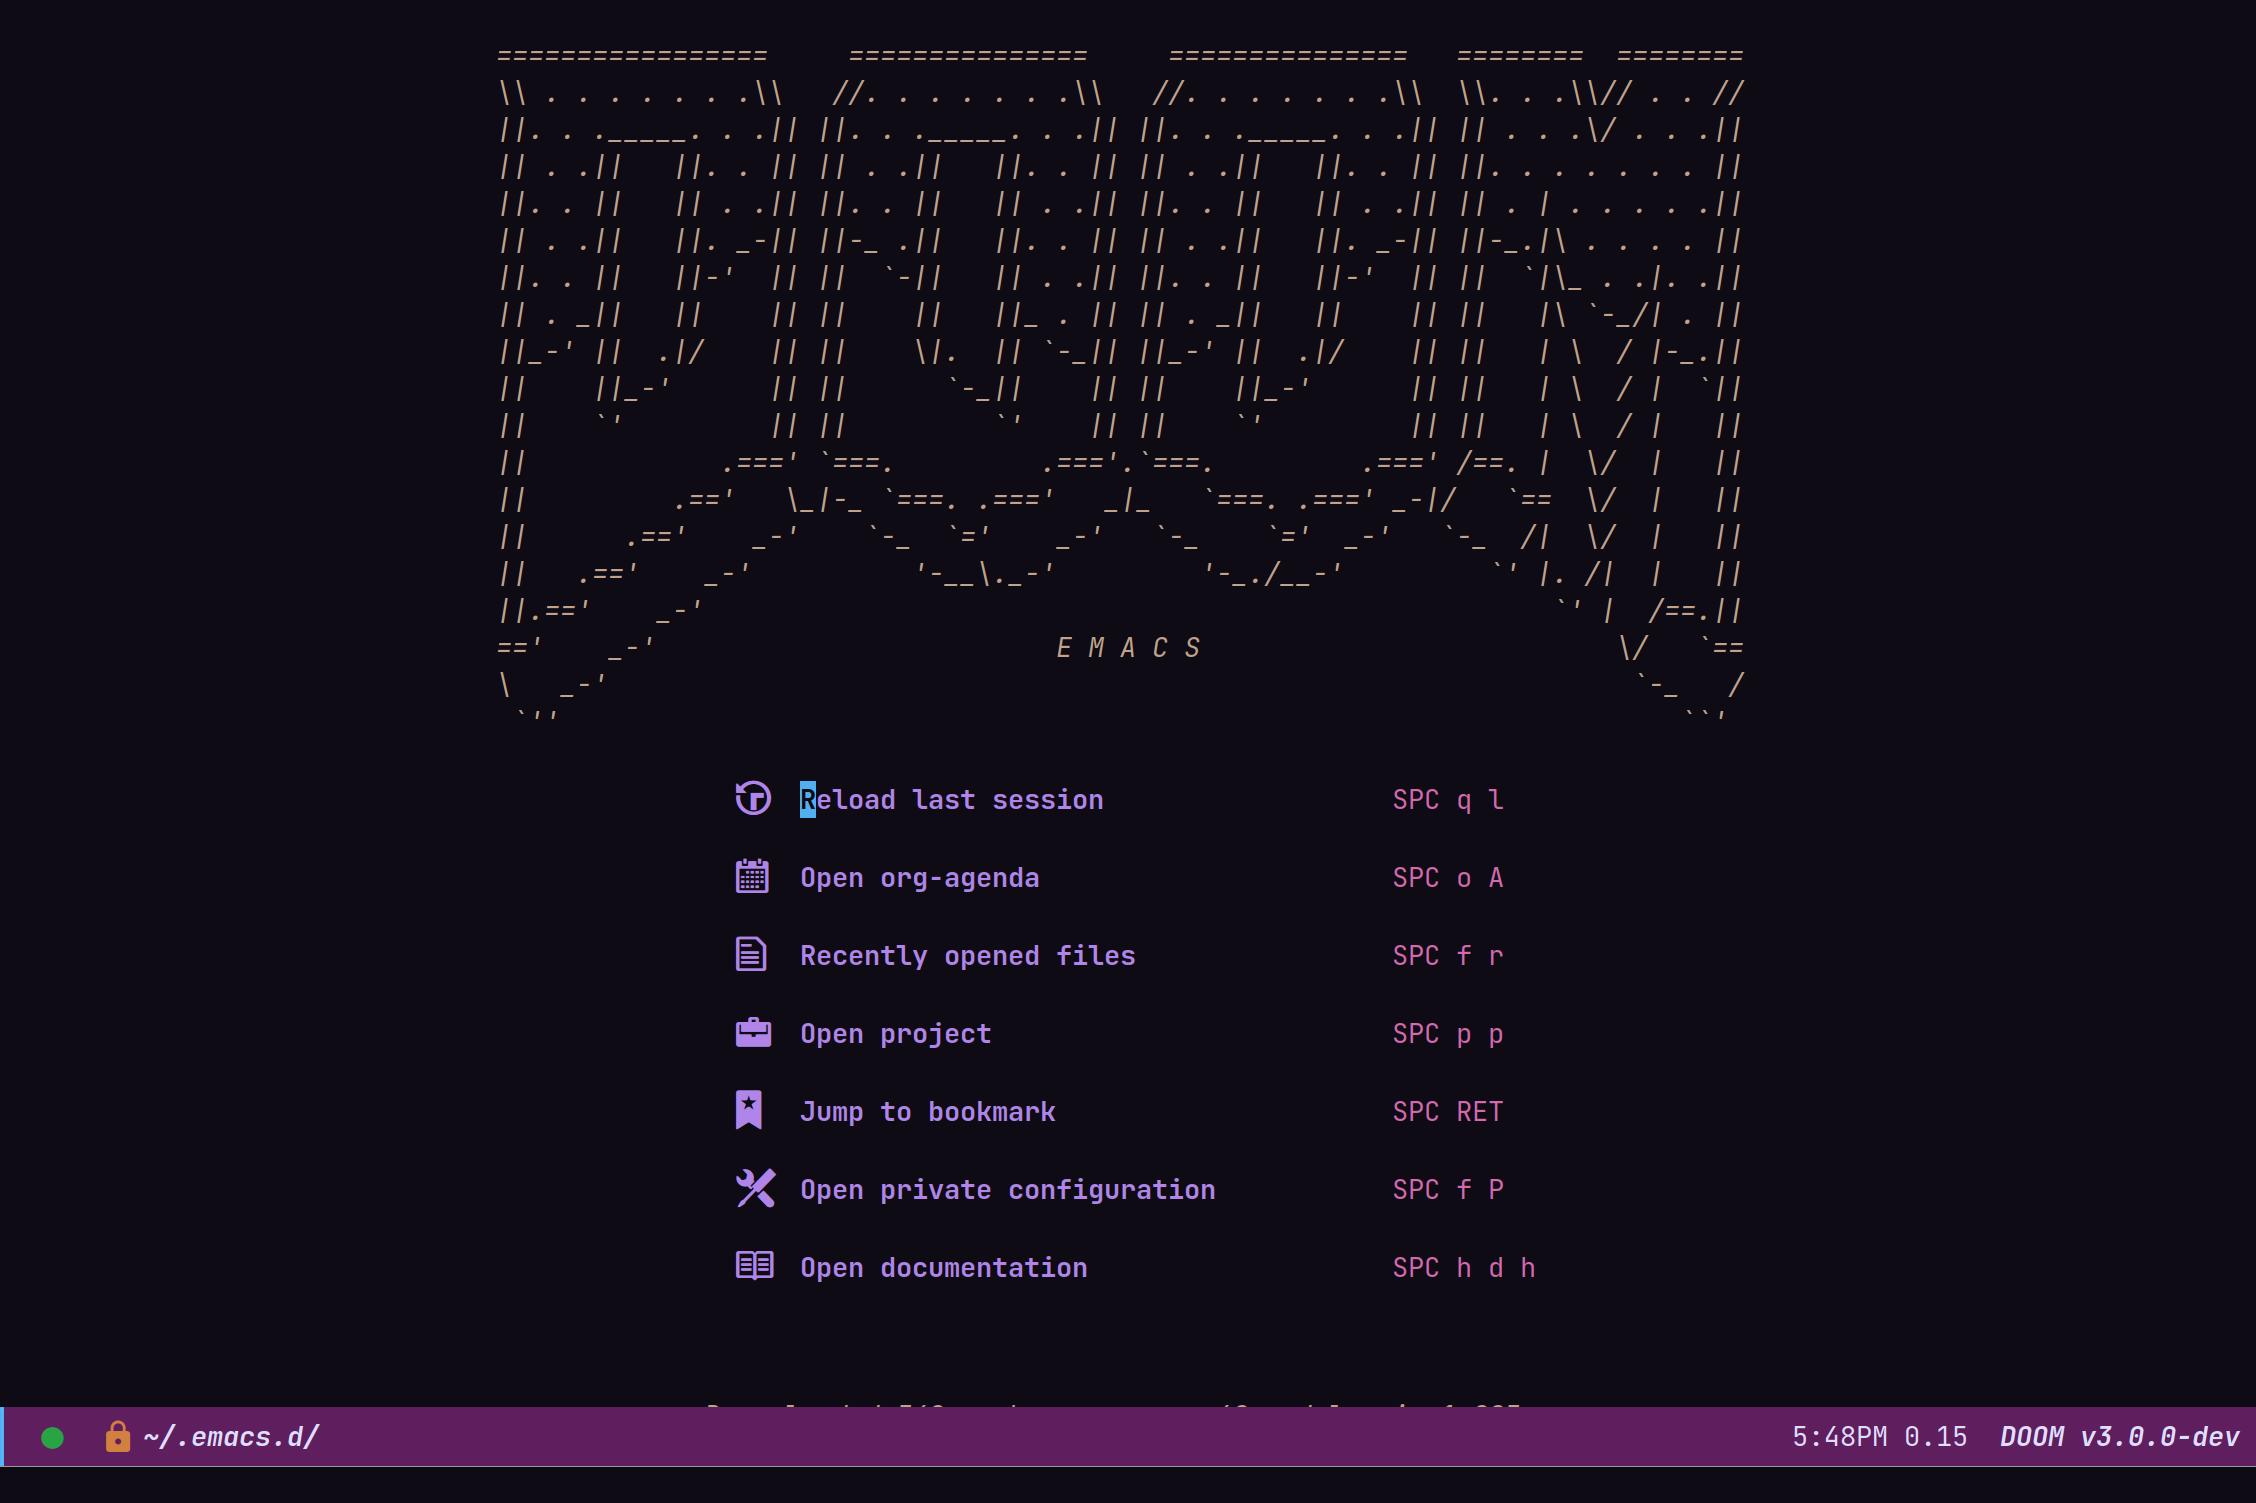 E M A C S
Reload last session SPC q l
Open org-agenda SPC o A
Recently opened files SPC f r
Open project SPC p p
Jump to bookmark SPC RET
Open private configuration SPC f P
Open documentation SPC h d h
~/.emacs.d/ 5:48PM 0.15 DOOM v3.0.0-dev